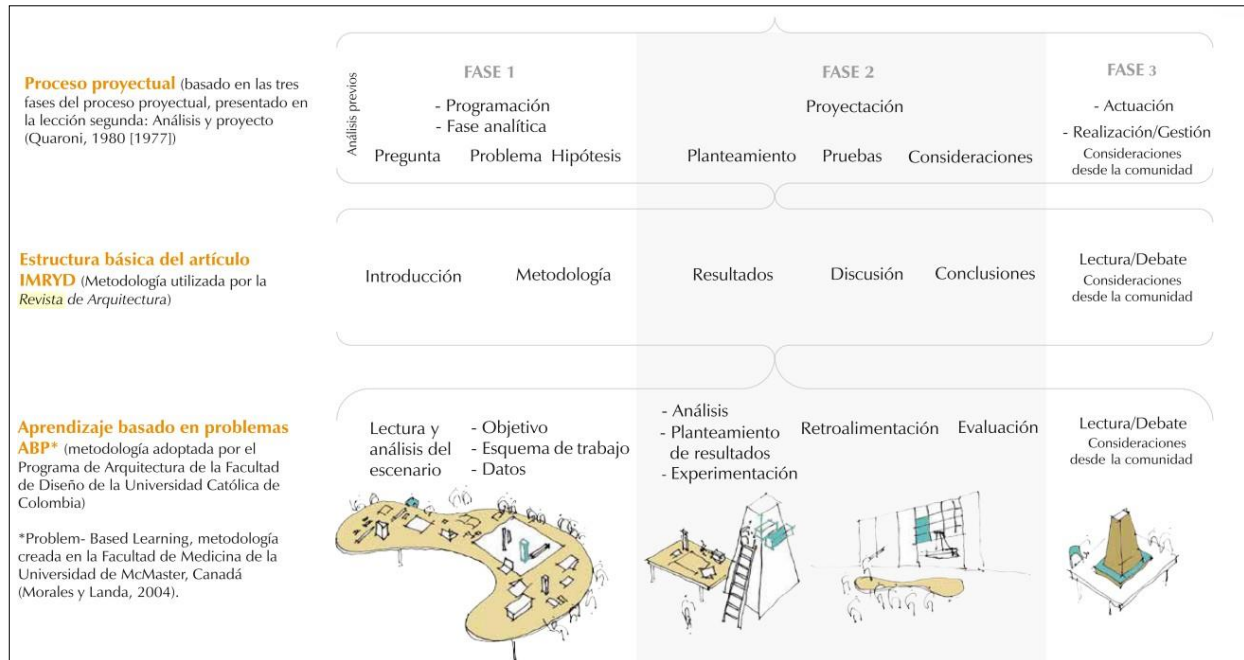 Proceso proyectual (basado en las tres
fases del proceso proyectual, presentado en
la lección segunda: Análisis y proyecto
(Quaroni, 1980 [1977])
Análisis previos
FASE 1
- Programación
- Fase analítica
Pregunta Problema Hipótesis
FASE 2
Proyectación
Planteamiento Pruebas Consideraciones
FASE 3
- Actuación
- Realización/Gestión
Consideraciones
desde la comunidad
Estructura básica del artículo
IMRYD (Metodología utilizada por la
Revista de Arquitectura)
Introducción Metodología
Resultados Discusión Conclusiones
Lectura/Debate
Consideraciones
desde la comunidad
Aprendizaje basado en problemas
ABP* (metodología adoptada por el
Programa de Arquitectura de la Facultad
de Diseño de la Universidad Católica de
Colombia)
*Problem- Based Learning, metodología
creada en la Facultad de Medicina de la
Universidad de McMaster, Canadá
(Morales y Landa, 2004).
Lectura y
análisis del
escenario
- Objetivo
- Esquema de trabajo
- Datos
- Análisis
- Planteamiento
de resultados
- Experimentación
Retroalimentación Evaluación
Lectura/Debate
Consideraciones
desde la comunidad